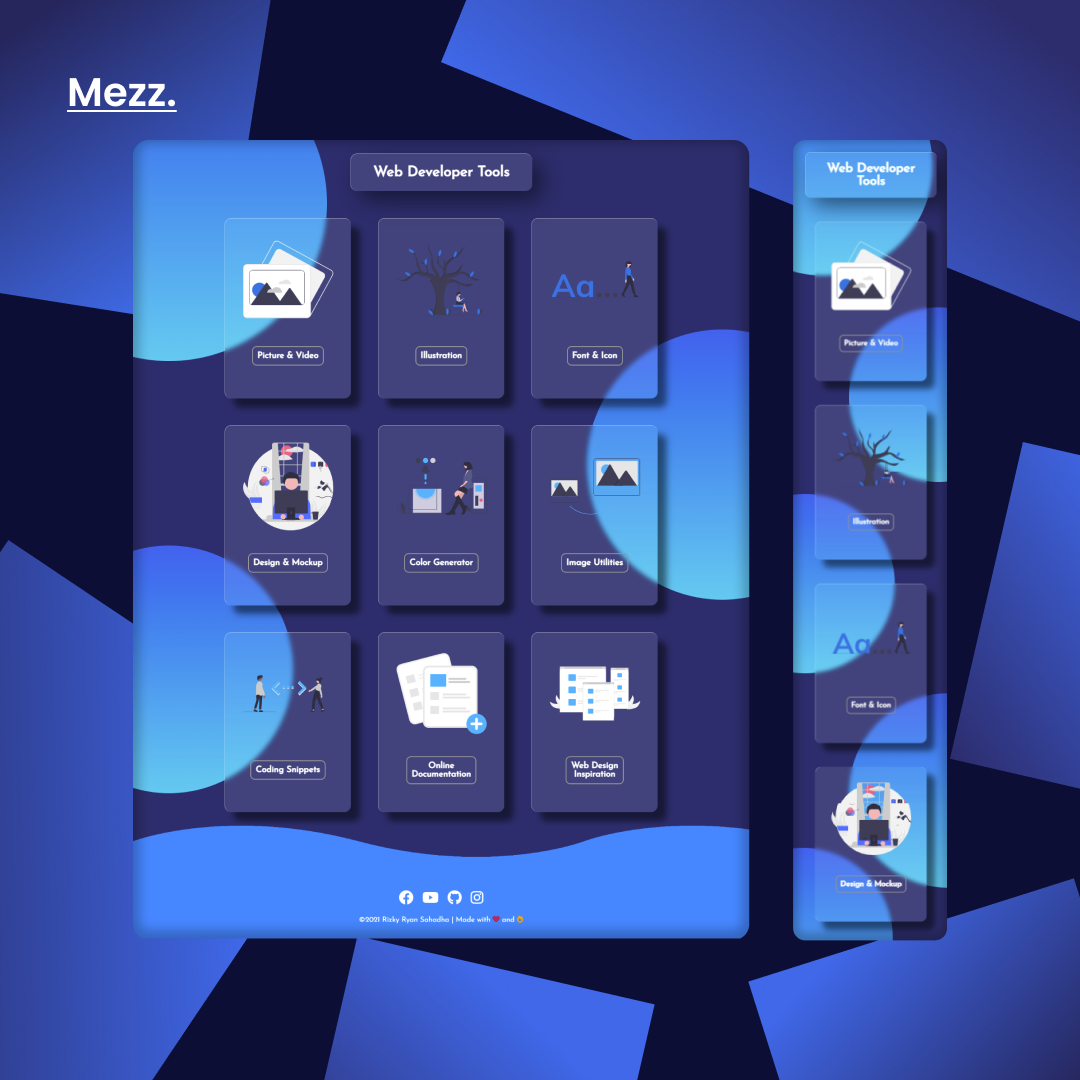 Mezz.
Web Developer Tools
Picture & Video
Illustration
Aa...
Font & Icon
Design & Mockup
Color Generator
Image Utilities
Coding Snippets
Online
Documentation
Web Design
Inspiration
©2021 Rizky Ryan Sahadha | Made with ❤️ and
Web Developer
Tools
Picture & Video
Illustration
Aa...
Font & Icon
Design & Mockup